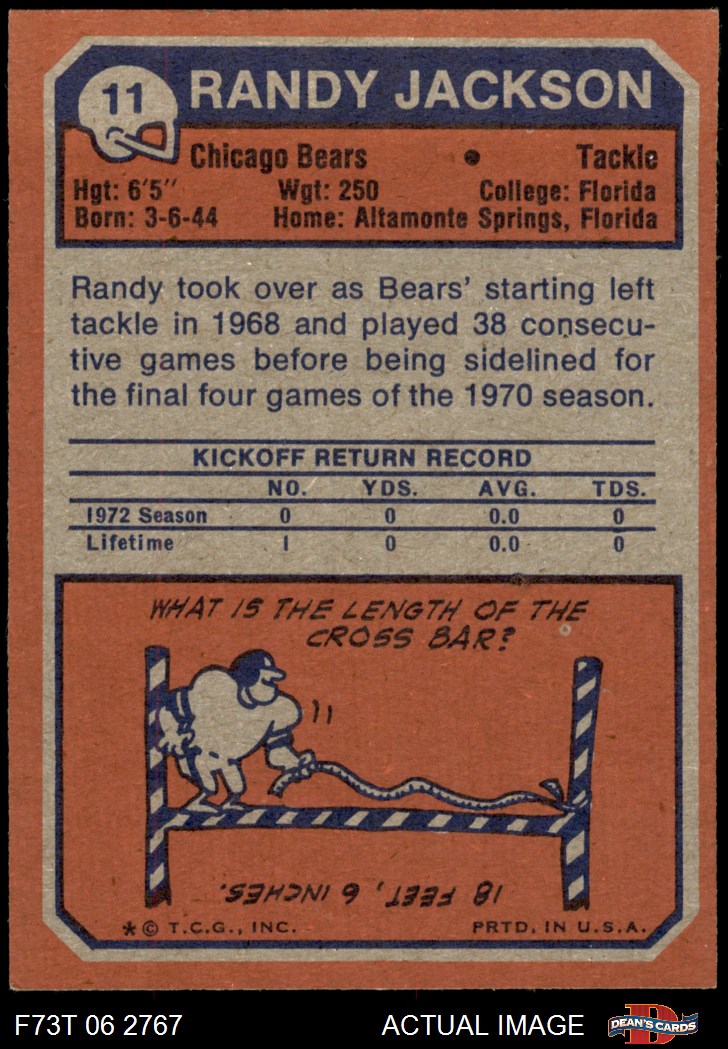 11
RANDY JACKSON
Chicago Bears • Tackle
Hgt: 6'5" Wgt: 250 College: Florida
Born: 3-6-44 Home: Altamonte Springs, Florida
Randy took over as Bears' starting left
tackle in 1968 and played 38 consecu-
tive games before being sidelined for
the final four games of the 1970 season.
KICKOFF RETURN RECORD
NO. YDS. AVG. TDS.
1972 Season 0 0 0.0 0
Lifetime 1 0 0.0 0
WHAT IS THE LENGTH OF THE
CROSS BAR?
18 FEET, 6 INCHES.
*© T.C.G., INC. PRTD. IN U.S.A.
F73T 06 2767 ACTUAL IMAGE
D
DEAN'S CARDS